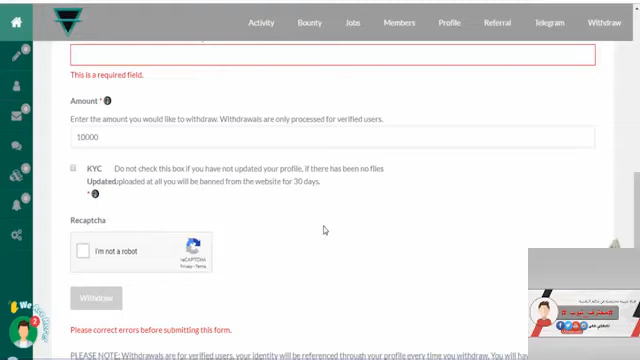 Activity Bounty Jobs Members Profile Referral Telegram Withdraw
This is a required field.
Amount *
Enter the amount you would like to withdraw. Withdrawals are only processed for verified users.
10000
KYC Do not check this box if you have not updated your profile, if there has been no files
Updated uploaded at all you will be banned from the website for 30 days.
*
Recaptcha
I'm not a robot
reCAPTCHA
Privacy - Terms
Withdraw
Please correct errors before submitting this form.
PLEASE NOTE: Withdrawals are for verified users, your identity will be referenced through your profile every time you withdraw. You will have
We Are Here
2